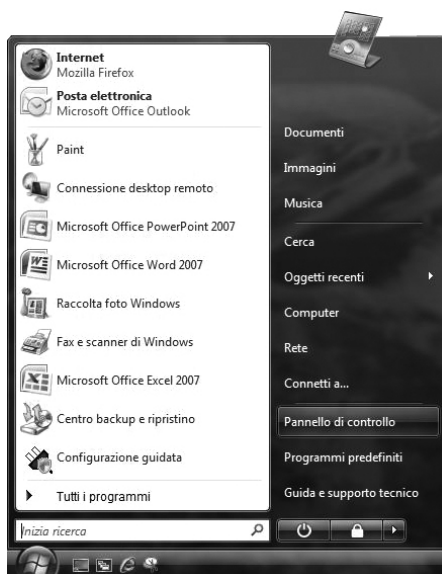 Internet
Mozilla Firefox
Posta elettronica
Microsoft Office Outlook
Paint
Connessione desktop remoto
Microsoft Office PowerPoint 2007
Microsoft Office Word 2007
Raccolta foto Windows
Fax e scanner di Windows
Microsoft Office Excel 2007
Centro backup e ripristino
Configurazione guidata
Tutti i programmi
Inizia ricerca
Documenti
Immagini
Musica
Cerca
Oggetti recenti
Computer
Rete
Connetti a...
Pannello di controllo
Programmi predefiniti
Guida e supporto tecnico